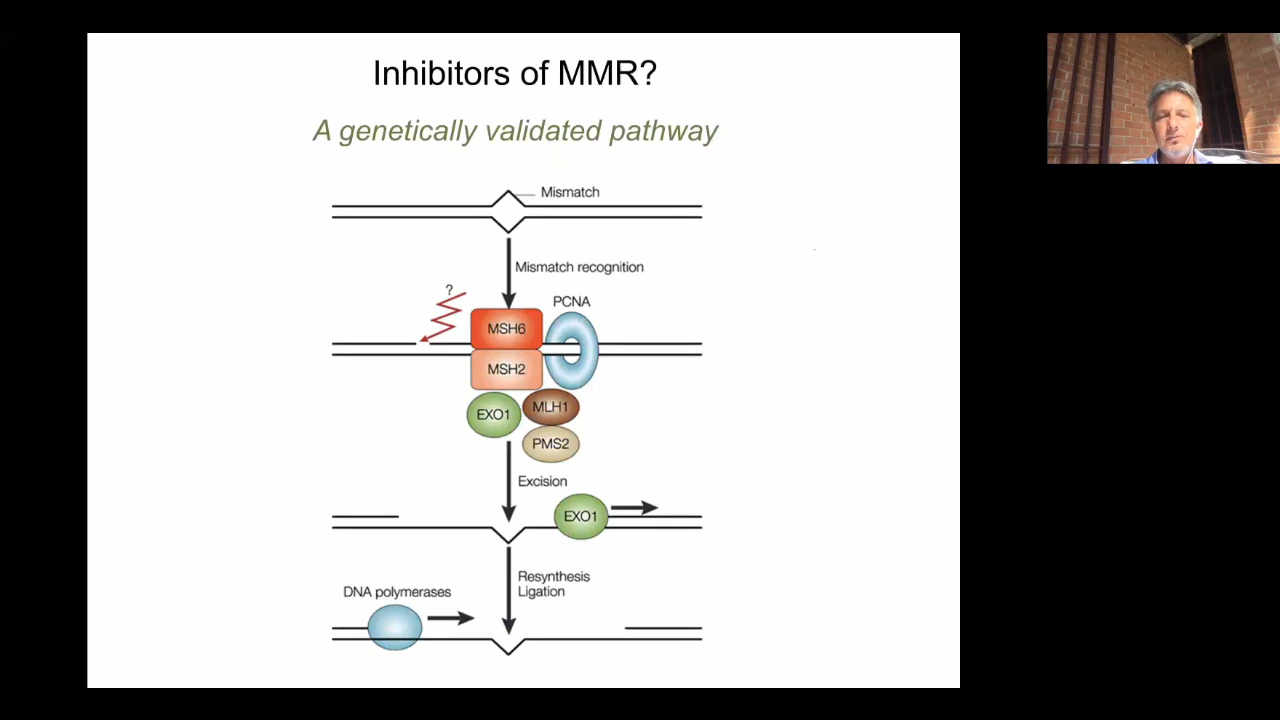 Inhibitors of MMR?
A genetically validated pathway
Mismatch
Mismatch recognition
?
PCNA
MSH6
MSH2
EXO1
MLH1
PMS2
Excision
EXO1
Resynthesis
Ligation
DNA polymerases